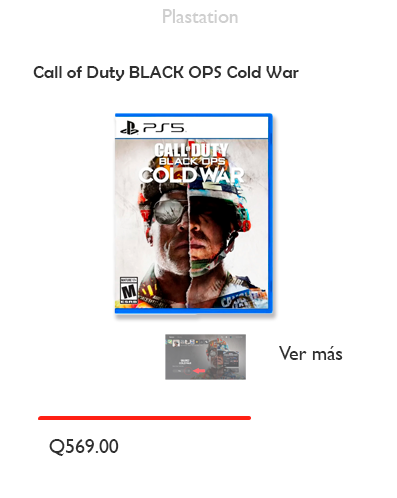 Plastation
Call of Duty BLACK OPS Cold War
PS5
CALL OF DUTY
BLACK OPS
COLD WAR
M
ESRB
Ver más
Q569.00